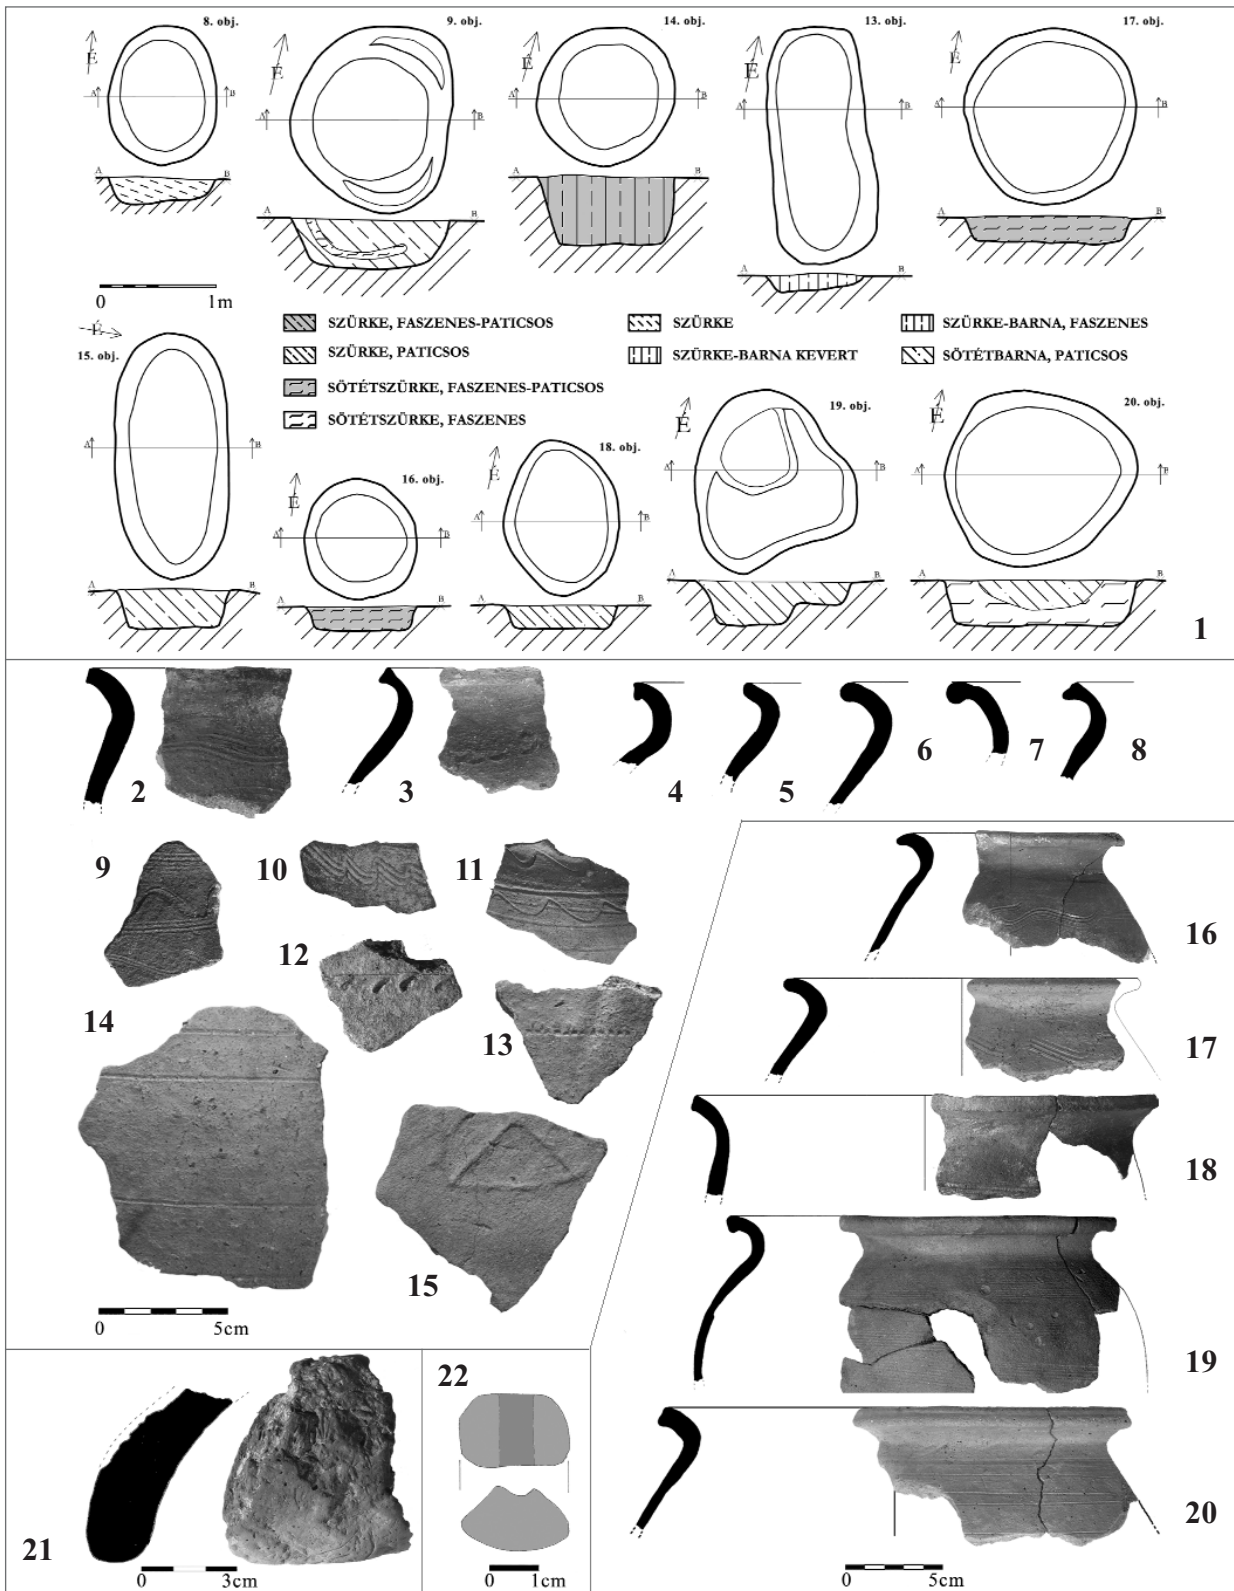 8. obj.
9. obj.
14. obj.
13. obj.
17. obj.
É
É
É
É
É
A
B
A
B
A
B
A
B
A
B
A
B
A
B
A
B
A
B
A
B
0
1m
SZÜRKE, FASZENES-PATICSOS
SZÜRKE, PATICSOS
SÖTÉTSZÜRKE, FASZENES-PATICSOS
SÖTÉTSZÜRKE, FASZENES
SZÜRKE
SZÜRKE-BARNA KEVERT
SZÜRKE-BARNA, FASZENES
SÖTÉTBARNA, PATICSOS
15. obj.
16. obj.
18. obj.
19. obj.
20. obj.
É
É
É
É
É
A
B
A
B
A
B
A
B
A
B
A
B
A
B
A
B
A
B
A
B
1
2
3
4
5
6
7
8
9
10
11
12
13
14
15
0
5cm
16
17
18
19
20
0
5cm
21
0
3cm
22
0
1cm